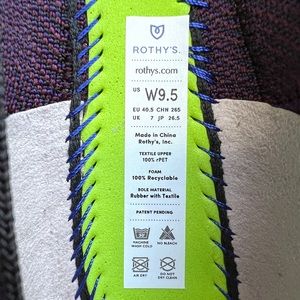 ROTHY'S.
rothys.com
US W9.5
EU 40.5 CHN 265
UK 7 JP 26.5
Made in China
Rothy's, Inc.
TEXTILE UPPER
100% rPET
FOAM
100% Recyclable
SOLE MATERIAL
Rubber with Textile
PATENT PENDING
MACHINE WASH COLD
NO BLEACH
AIR DRY
DO NOT DRY CLEAN